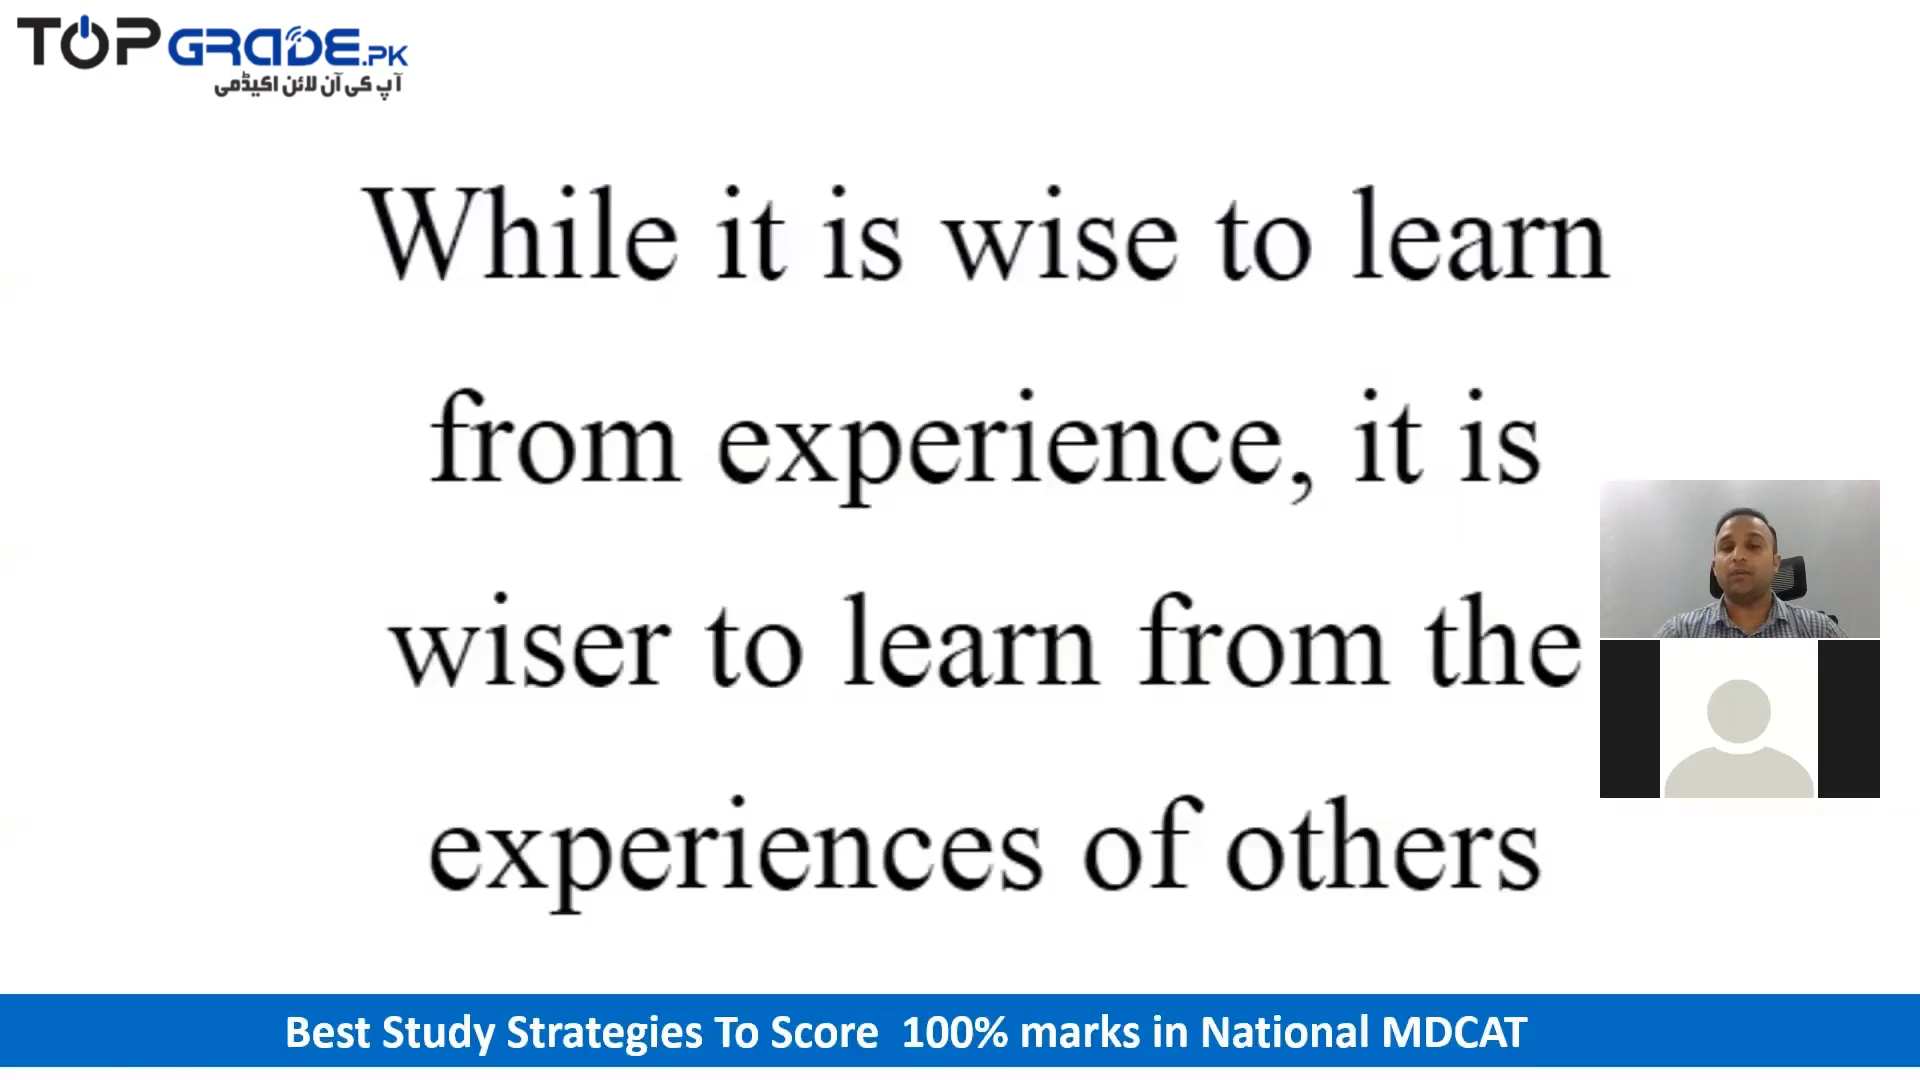 TOPGRADE.PK
آپ کی آن لائن اکیڈمی
While it is wise to learn
from experience, it is
wiser to learn from the
experiences of others
Best Study Strategies To Score 100% marks in National MDCAT